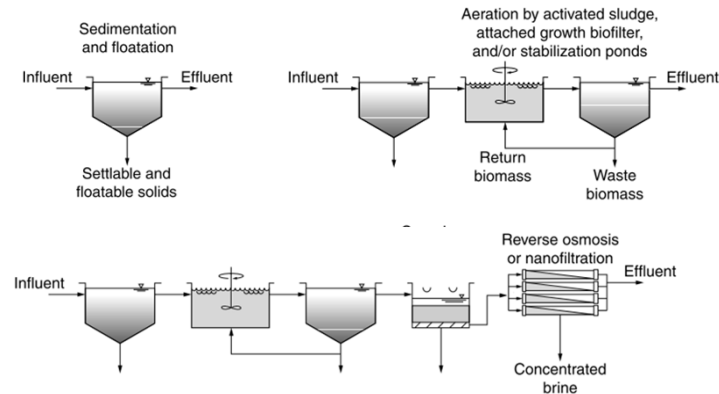 Sedimentation
and floatation
Influent
Effluent
Settlable and
floatable solids
Aeration by activated sludge,
attached growth biofilter,
and/or stabilization ponds
Influent
Effluent
Return
biomass
Waste
biomass
Reverse osmosis
or nanofiltration
Influent
Effluent
Concentrated
brine